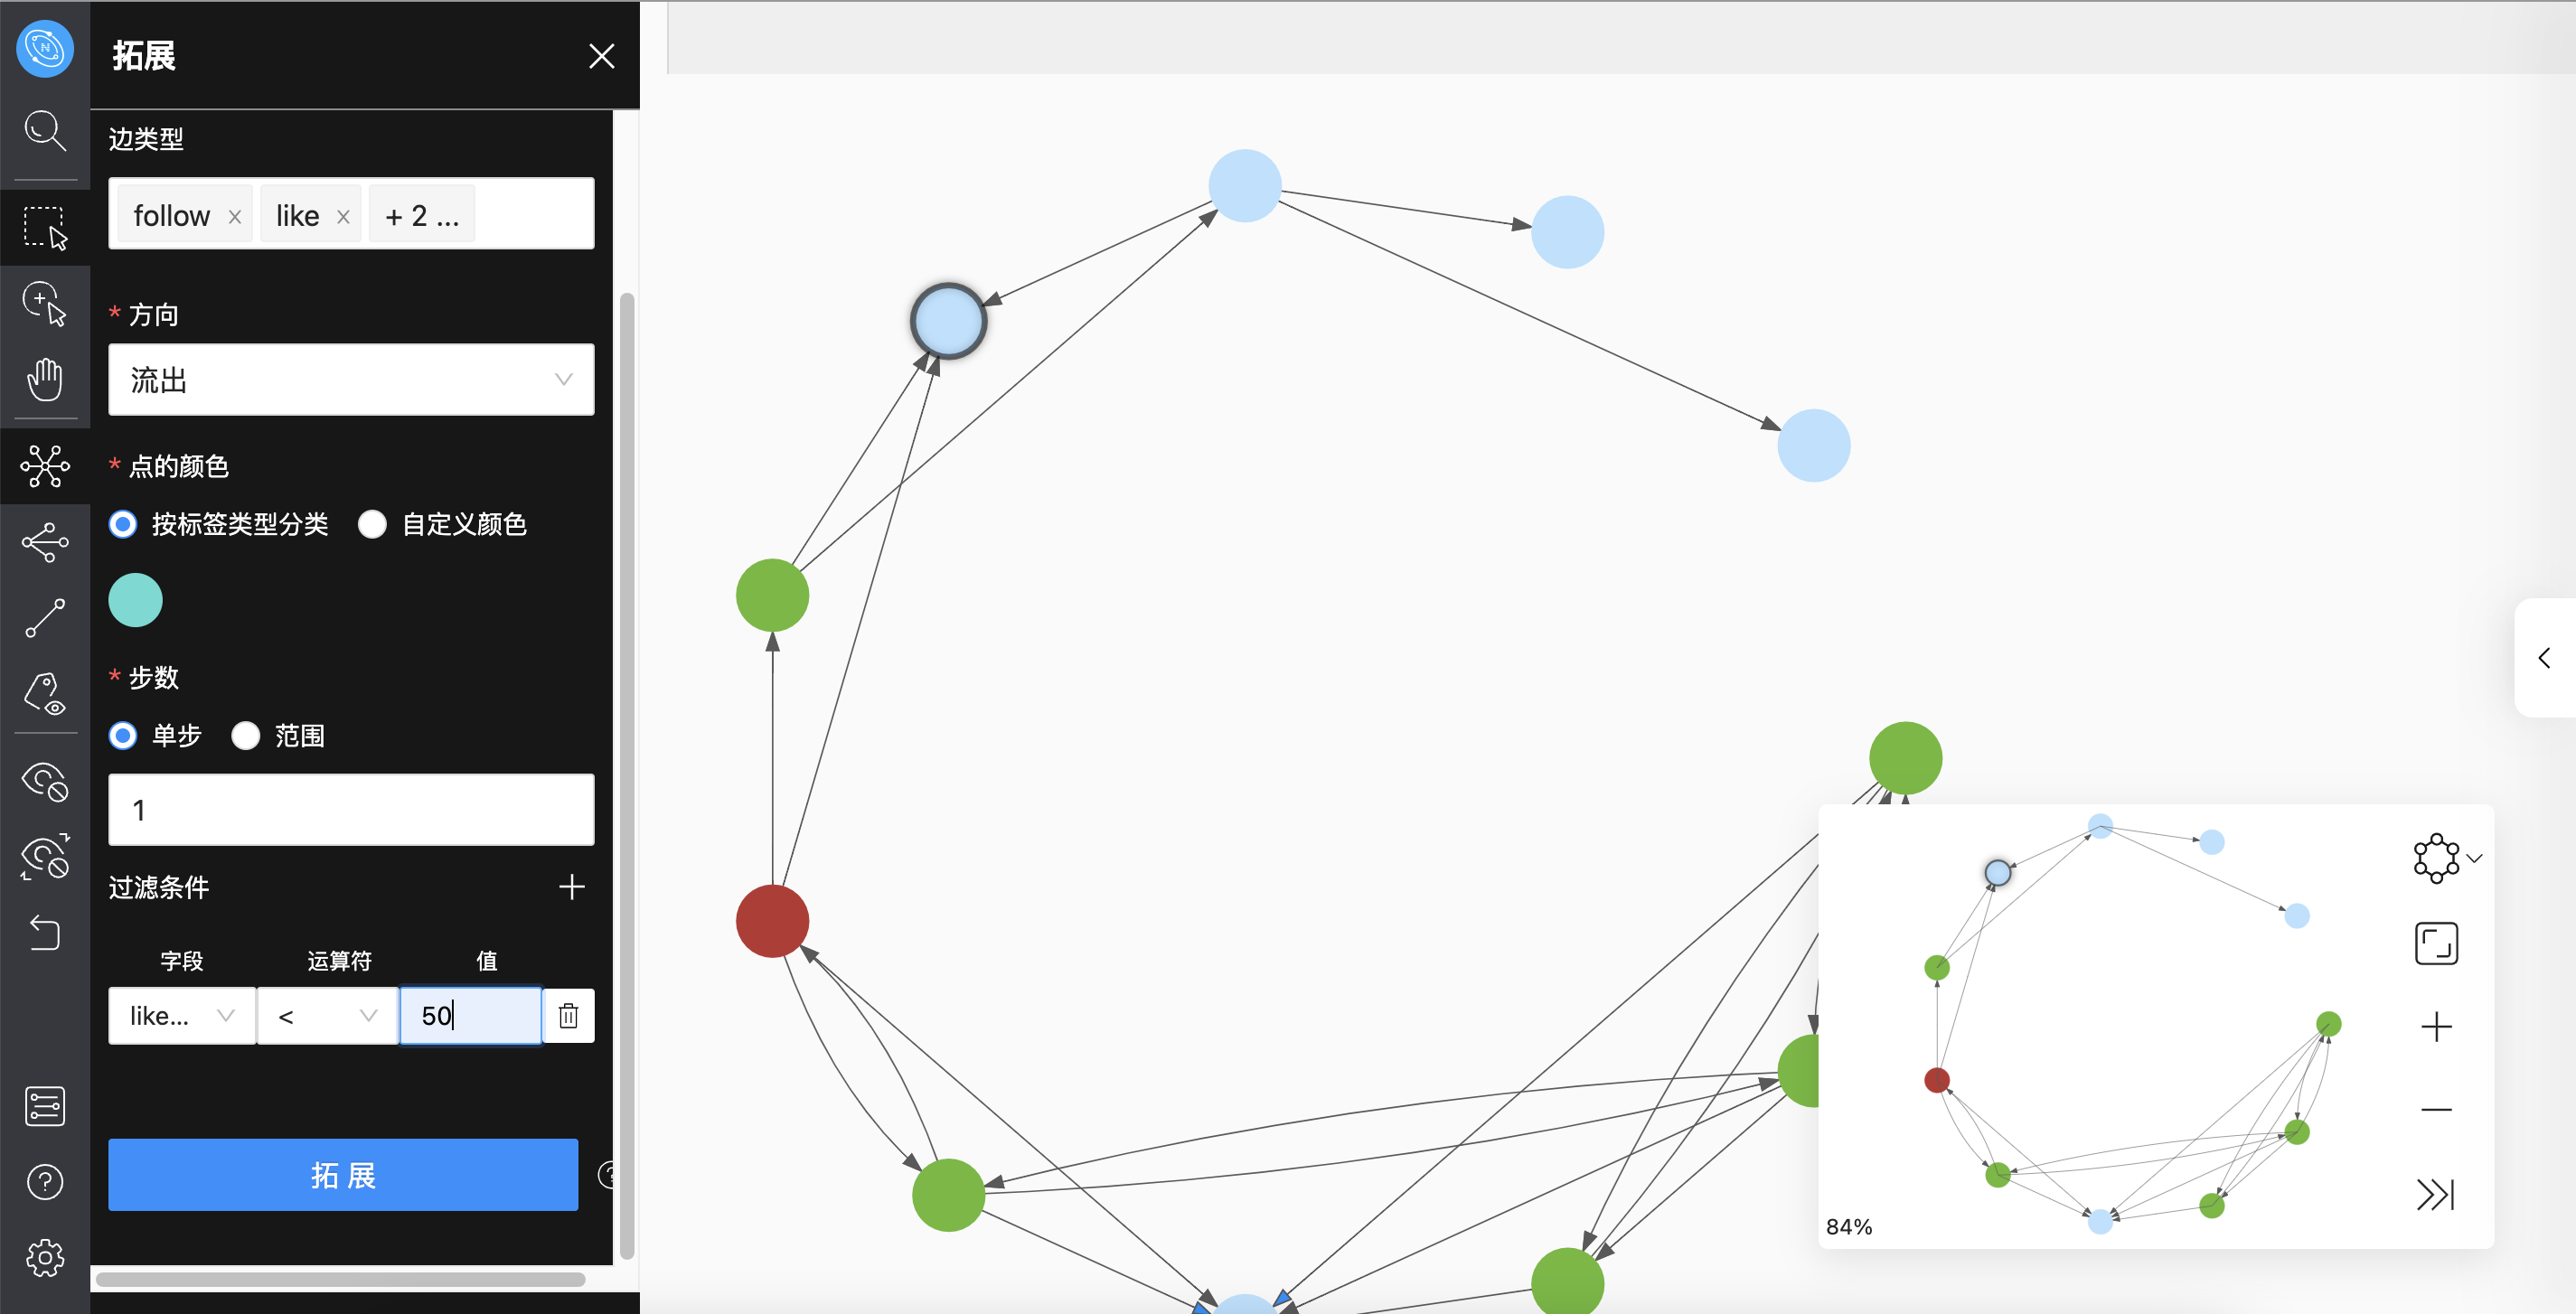 拓展
边类型
follow × like × + 2 ...
* 方向
流出
* 点的颜色
按标签类型分类 自定义颜色
* 步数
单步 范围
1
过滤条件 +
字段 运算符 值
like... < 50
拓 展
84%